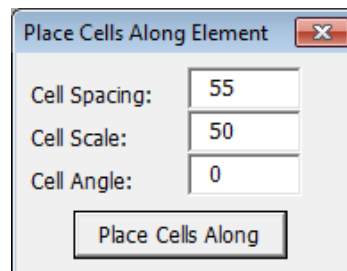 Place Cells Along Element
Cell Spacing: 55
Cell Scale: 50
Cell Angle: 0
Place Cells Along